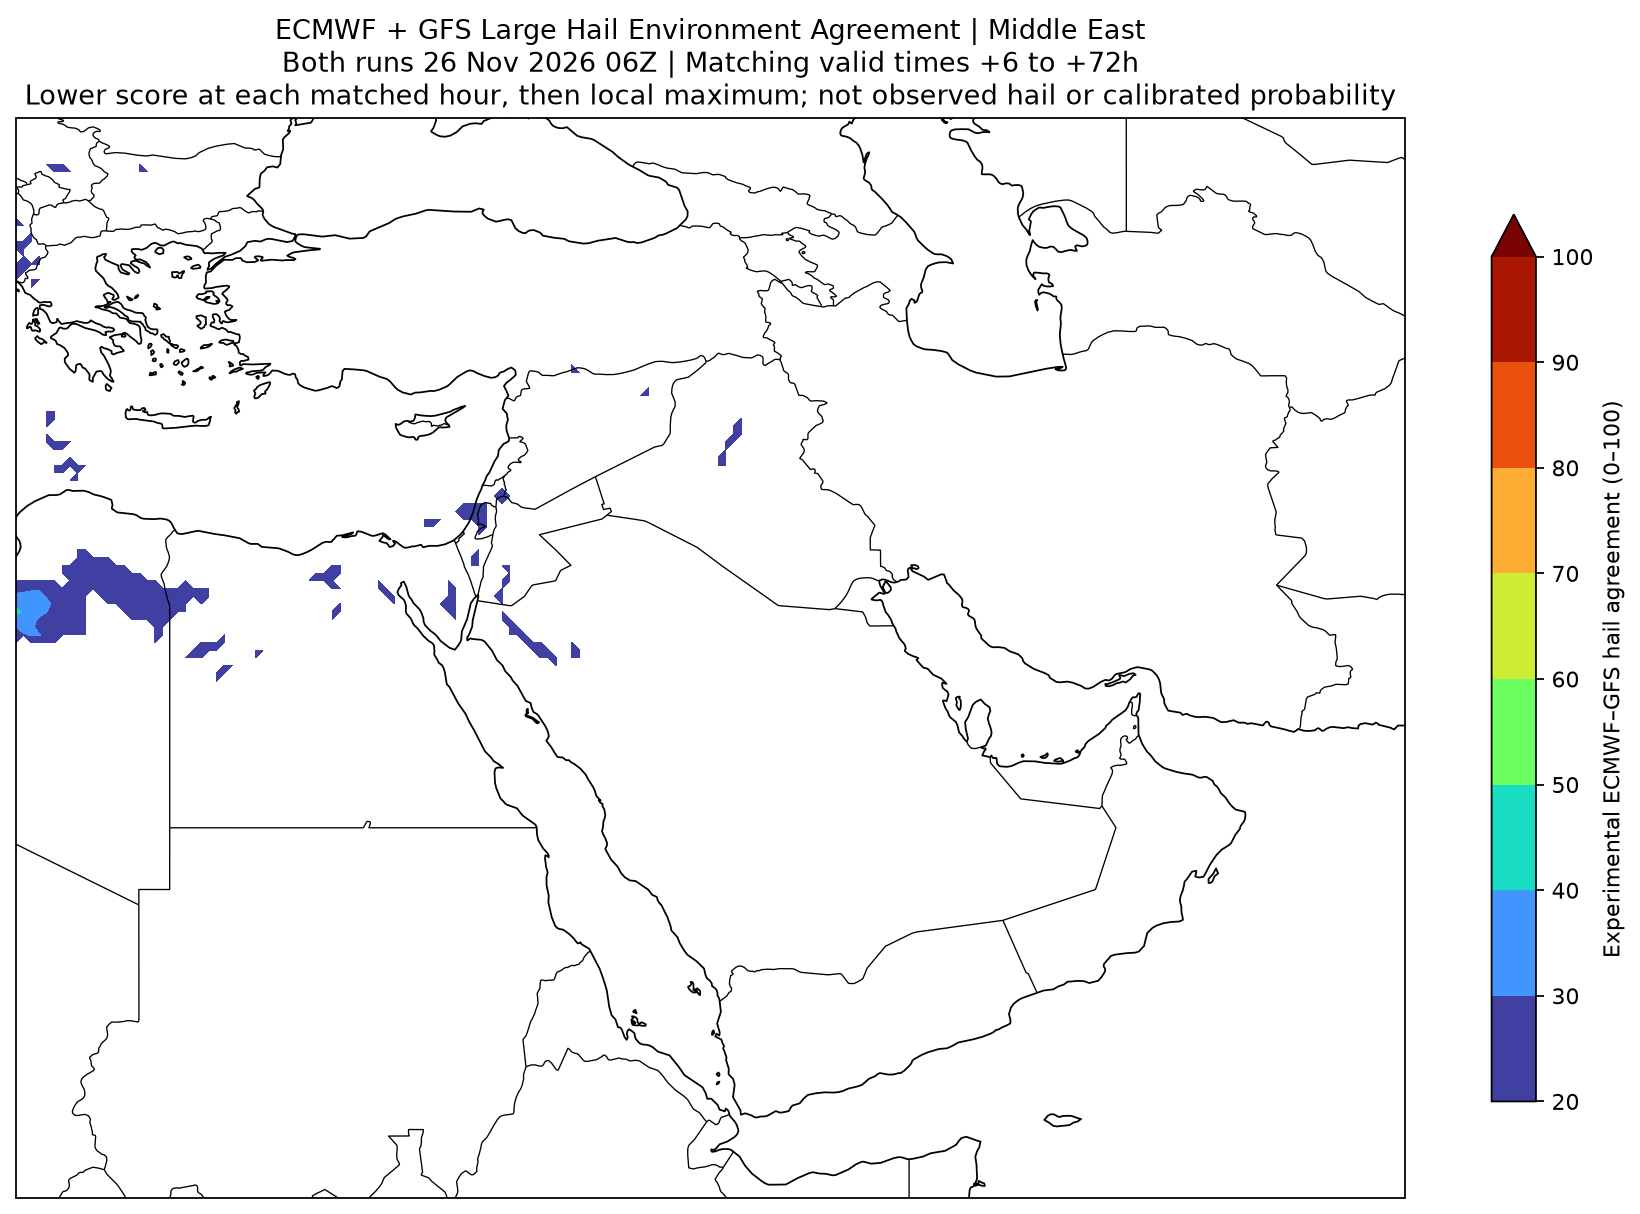 ECMWF + GFS Large Hail Environment Agreement | Middle East
Both runs 26 Nov 2026 06Z | Matching valid times +6 to +72h
Lower score at each matched hour, then local maximum; not observed hail or calibrated probability
100
90
80
70
60
50
40
30
20
Experimental ECMWF–GFS hail agreement (0–100)